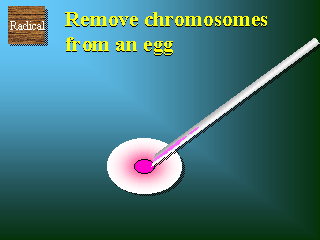 Radical
Remove chromosomes
from an egg